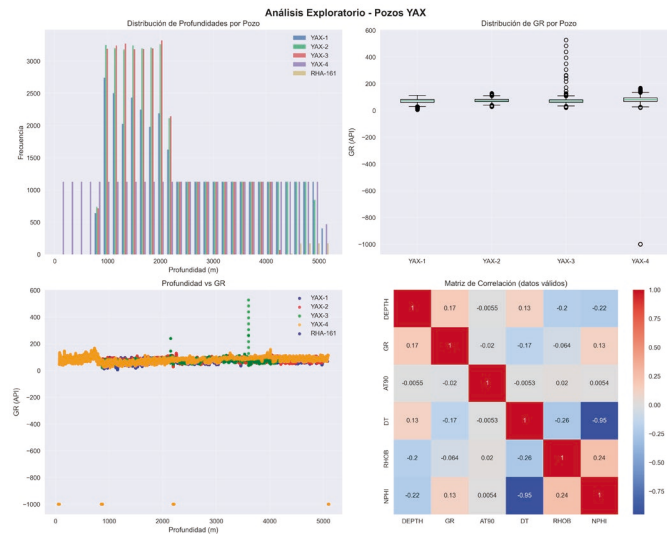 Análisis Exploratorio - Pozos YAX
Distribución de Profundidades por Pozo
YAX-1
YAX-2
YAX-3
YAX-4
RHA-161
Frecuencia
3000
2500
2000
1500
1000
500
0
0 1000 2000 3000 4000 5000
Profundidad (m)
Distribución de GR por Pozo
GR (API)
600
400
200
0
−200
−400
−600
−800
−1000
YAX-1 YAX-2 YAX-3 YAX-4
Profundidad vs GR
YAX-1
YAX-2
YAX-3
YAX-4
RHA-161
GR (API)
600
400
200
0
−200
−400
−600
−800
−1000
0 1000 2000 3000 4000 5000
Profundidad (m)
Matriz de Correlación (datos válidos)
DEPTH 1 0.17 -0.0055 0.13 -0.2 -0.22
GR 0.17 1 -0.02 -0.17 -0.064 0.13
AT90 -0.0055 -0.02 1 -0.0053 0.02 0.0054
DT 0.13 -0.17 -0.0053 1 -0.26 -0.95
RHOB -0.2 -0.064 0.02 -0.26 1 0.24
NPHI -0.22 0.13 0.0054 -0.95 0.24 1
DEPTH GR AT90 DT RHOB NPHI
1.00
0.75
0.50
0.25
0.00
−0.25
−0.50
−0.75